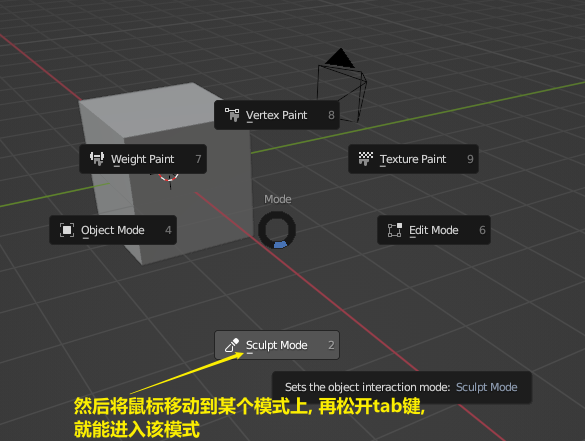 Vertex Paint 8
Weight Paint 7
Texture Paint 9
Mode
Object Mode 4
Edit Mode 6
Sculpt Mode 2
Sets the object interaction mode: Sculpt Mode
然后将鼠标移动到某个模式上, 再松开tab键,
就能进入该模式